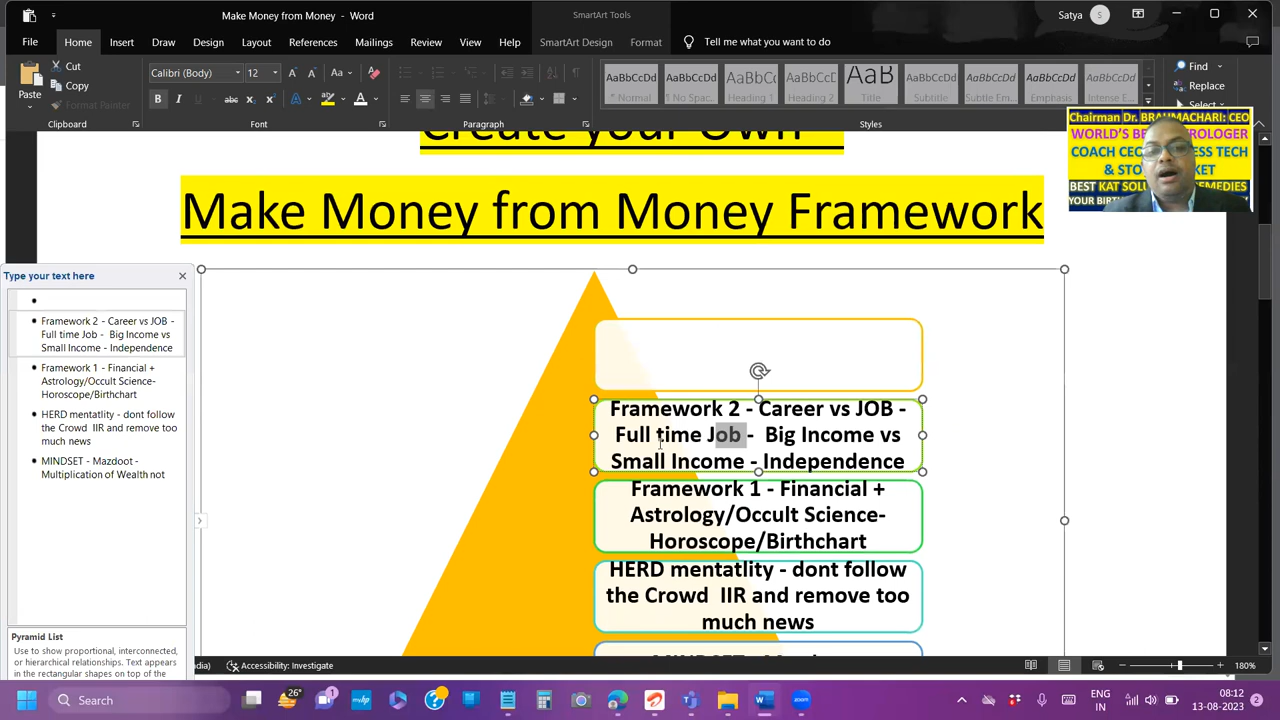 Make Money from Money - Word
SmartArt Tools
Satya
S
File
Home
Insert
Draw
Design
Layout
References
Mailings
Review
View
Help
SmartArt Design
Format
Tell me what you want to do
Paste
Cut
Copy
Format Painter
Clipboard
Calibri (Body)
12
Font
Paragraph
AaBbCcDd
AaBbCcDd
AaBbCc
AaBbCcD
AaB
AaBbCcD
AaBbCcDd
AaBbCcDd
AaBbCcDd
* Normal
* No Spac...
Heading 1
Heading 2
Title
Subtitle
Subtle Em...
Emphasis
Intense E...
Styles
Find
Replace
Select
Chairman Dr. BRAHMACHARI: CEO
WORLD'S
COACH
TECH
& STO
KET
BEST KAT SOLU
REMEDIES
YOUR BIRT
Create your Own
Make Money from Money Framework
Type your text here
Framework 2 - Career vs JOB -
Full time Job - Big Income vs
Small Income - Independence
Framework 1 - Financial +
Astrology/Occult Science-
Horoscope/Birthchart
HERD mentatlity - dont follow
the Crowd IIR and remove too
much news
MINDSET - Mazdoot -
Multiplication of Wealth not
Pyramid List
Use to show proportional, interconnected,
or hierarchical relationships. Text appears
in the rectangular shapes on top of the
Framework 2 - Career vs JOB -
Full time Job - Big Income vs
Small Income - Independence
Framework 1 - Financial +
Astrology/Occult Science-
Horoscope/Birthchart
HERD mentatlity - dont follow
the Crowd IIR and remove too
much news
Accessibility: Investigate
180%
Search
26°
1
ENG
IN
08:12
13-08-2023
2